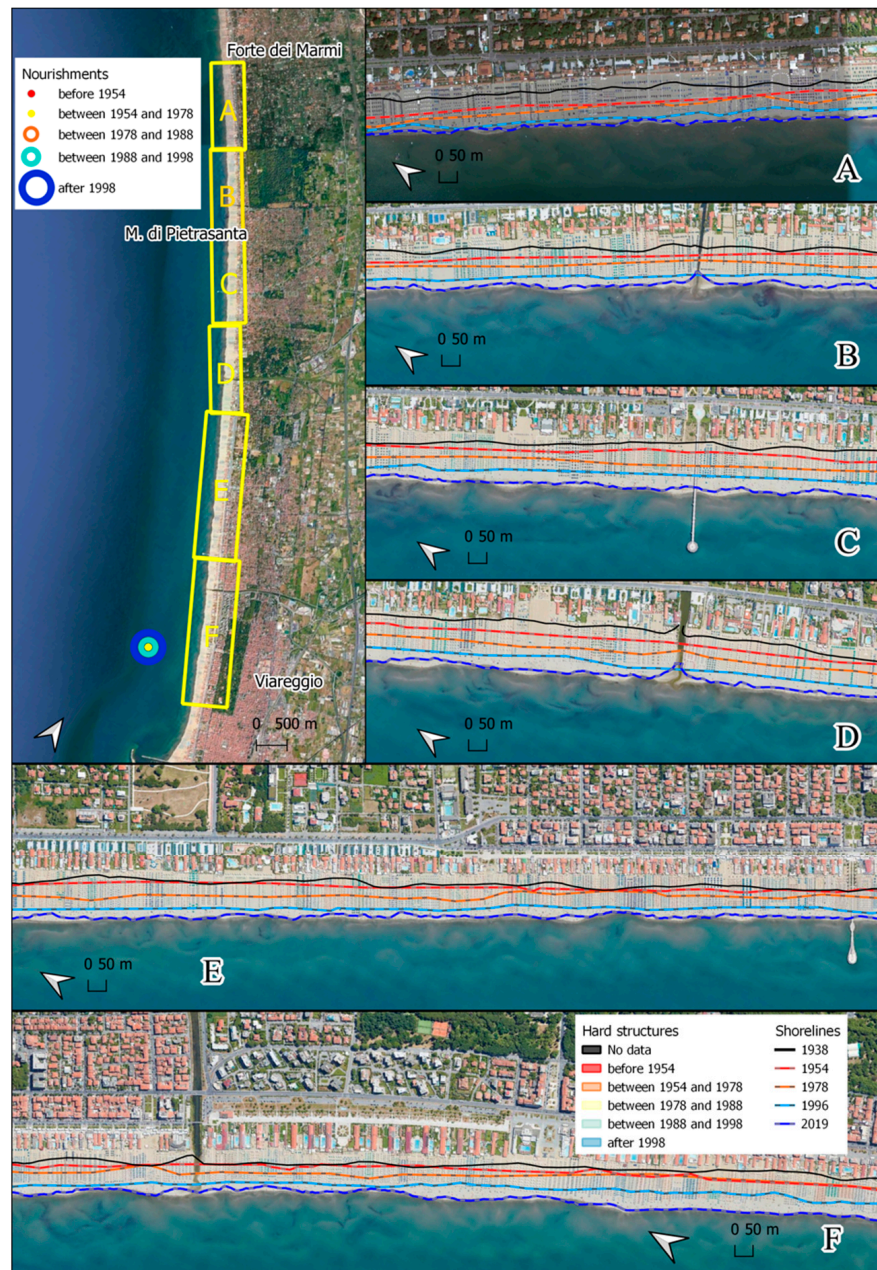 Forte dei Marmi
Nourishments
before 1954
between 1954 and 1978
between 1978 and 1988
between 1988 and 1998
after 1998
A
B
M. di Pietrasanta
C
D
E
F
Viareggio
0 500 m
0 50 m
A
0 50 m
B
0 50 m
C
0 50 m
D
0 50 m
E
Hard structures
No data
before 1954
between 1954 and 1978
between 1978 and 1988
between 1988 and 1998
after 1998
Shorelines
1938
1954
1978
1996
2019
0 50 m
F